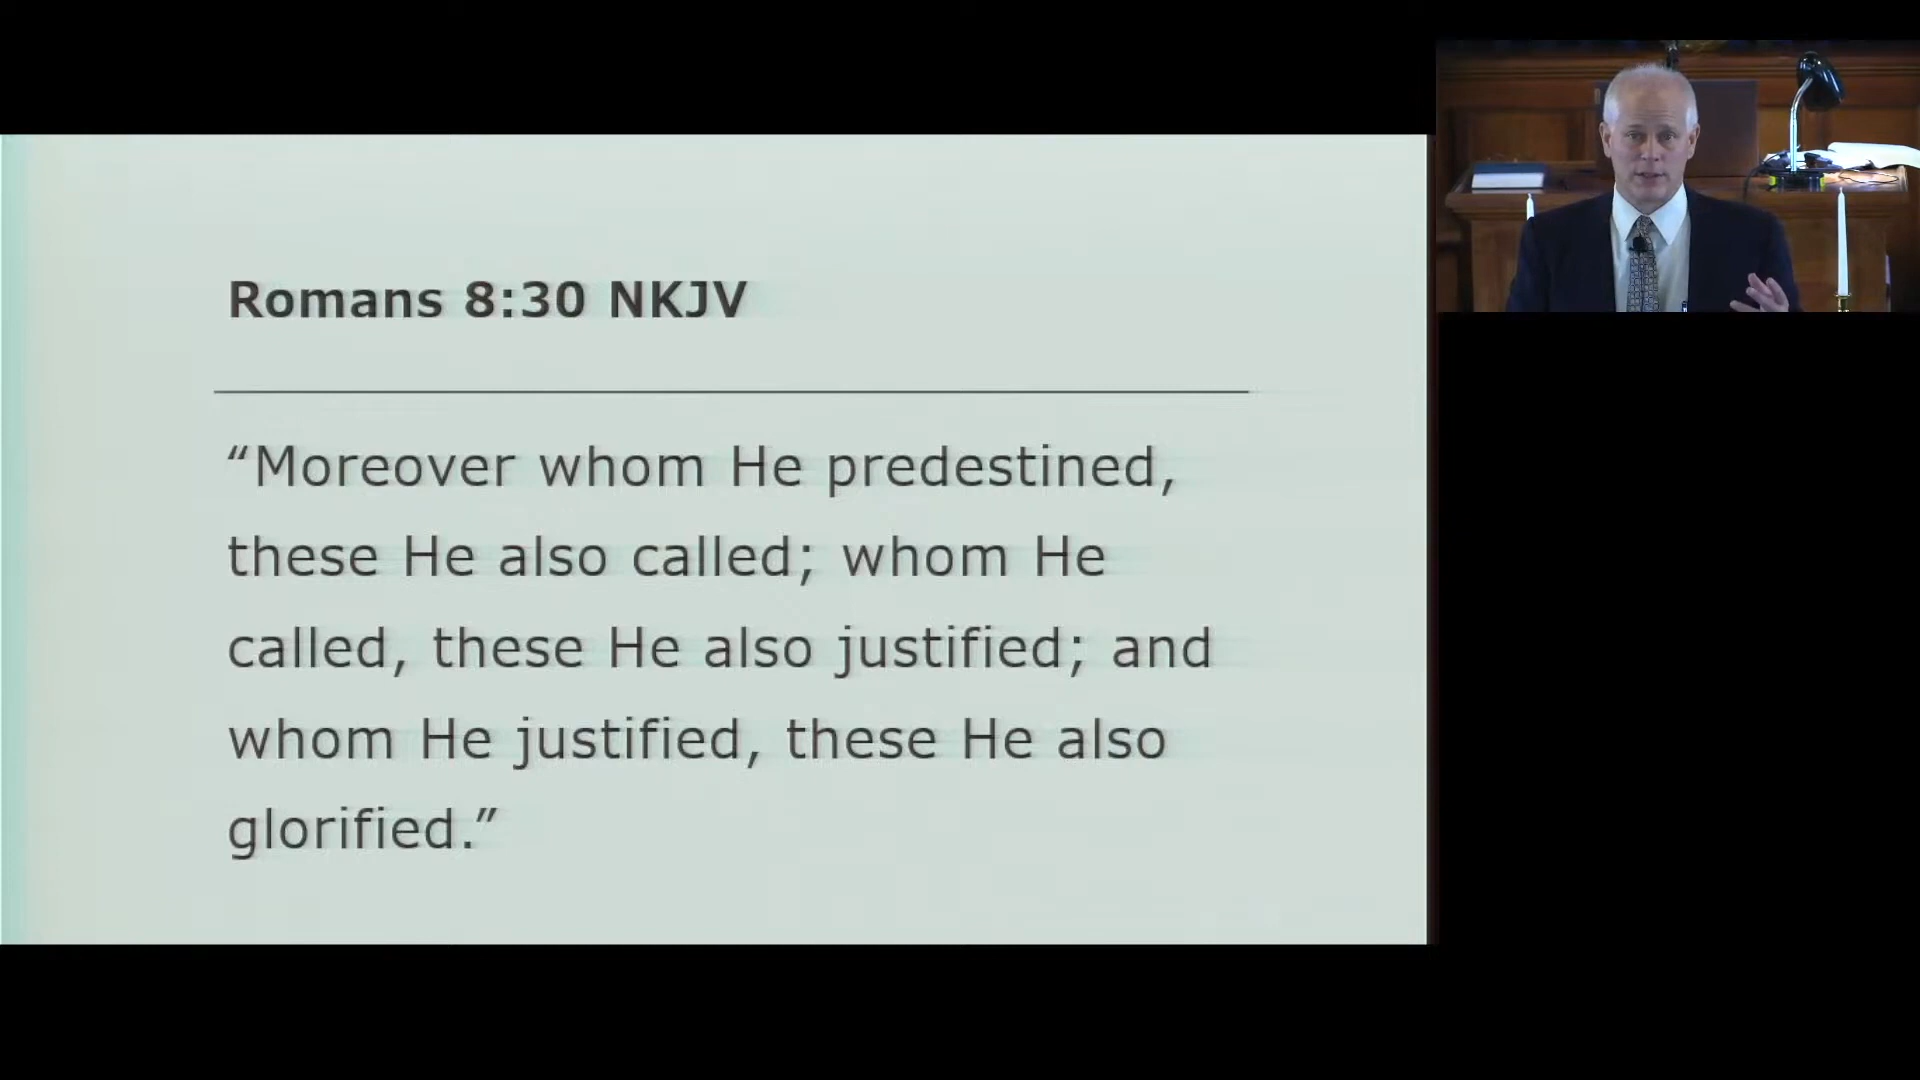 Romans 8:30 NKJV
“Moreover whom He predestined,
these He also called; whom He
called, these He also justified; and
whom He justified, these He also
glorified.”